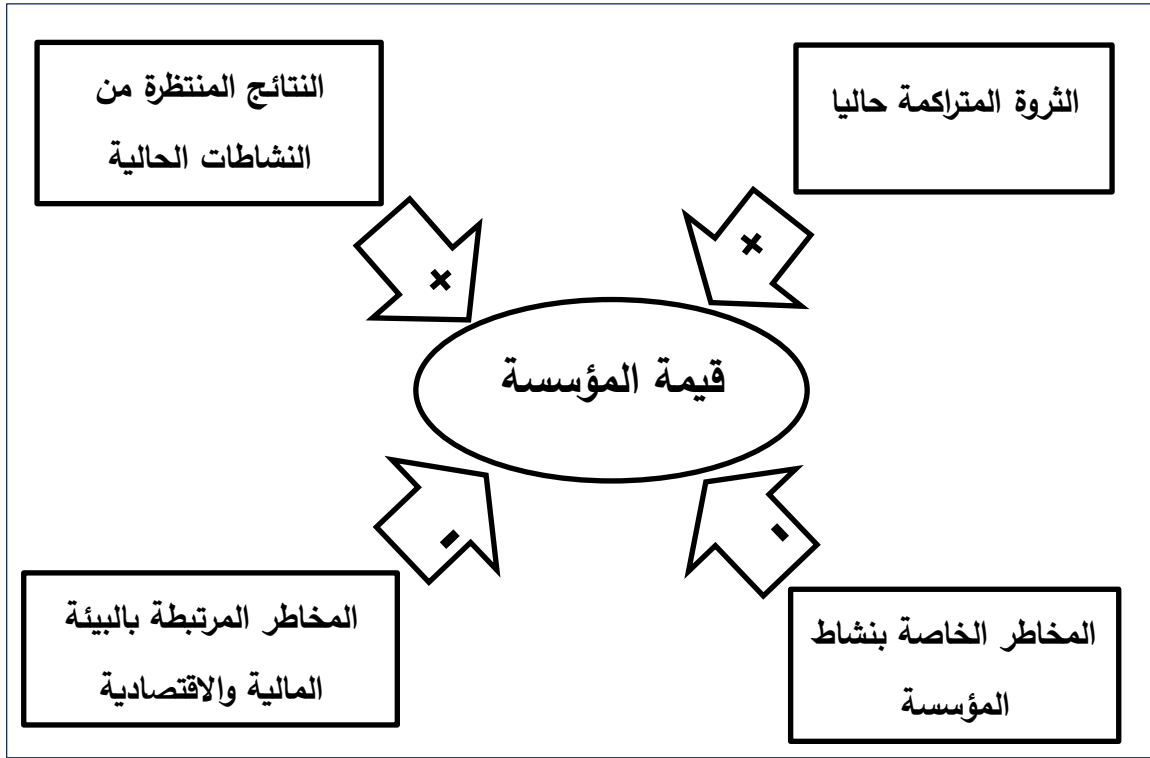 الثروة المتراكمة حاليا
النتائج المنتظرة من
النشاطات الحالية
+
+
قيمة المؤسسة
-
-
المخاطر الخاصة بنشاط
المؤسسة
المخاطر المرتبطة بالبيئة
المالية والاقتصادية